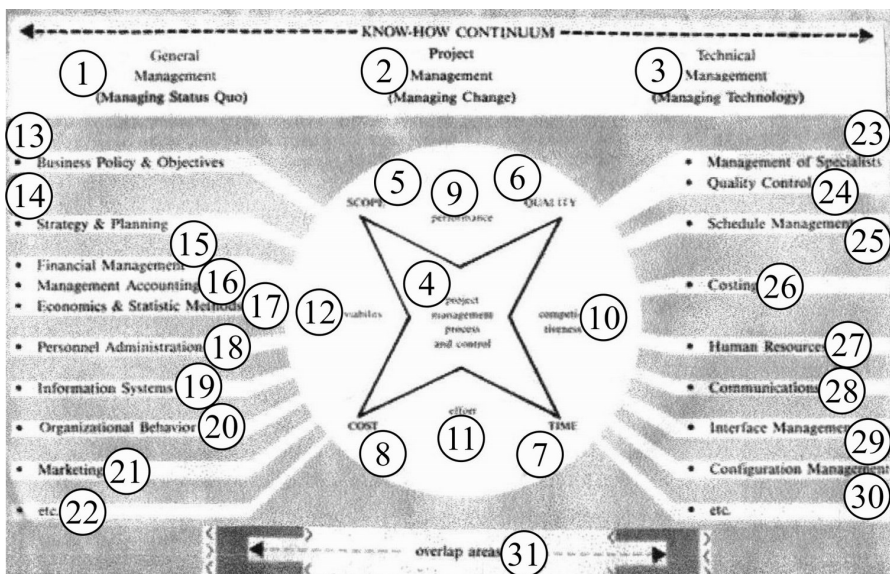 KNOW-HOW CONTINUUM
1 General
Management
(Managing Status Quo)
2 Project
Management
(Managing Change)
3 Technical
Management
(Managing Technology)
13
• Business Policy & Objectives
14
• Strategy & Planning
15
• Financial Management
• Management Accounting 16
• Economics & Statistic Methods 17
• Personnel Administration 18
• Information Systems 19
• Organizational Behavior 20
• Marketing 21
• etc. 22
5
SCOPE
9
performance
6
QUALITY
12
4
project
management
process
and control
competi-
tiveness
10
effort
11
COST
8
TIME
7
23
• Management of Specialists
• Quality Control
24
• Schedule Management
25
• Costing 26
• Human Resources 27
• Communications 28
• Interface Management
29
• Configuration Management
30
• etc.
overlap areas 31